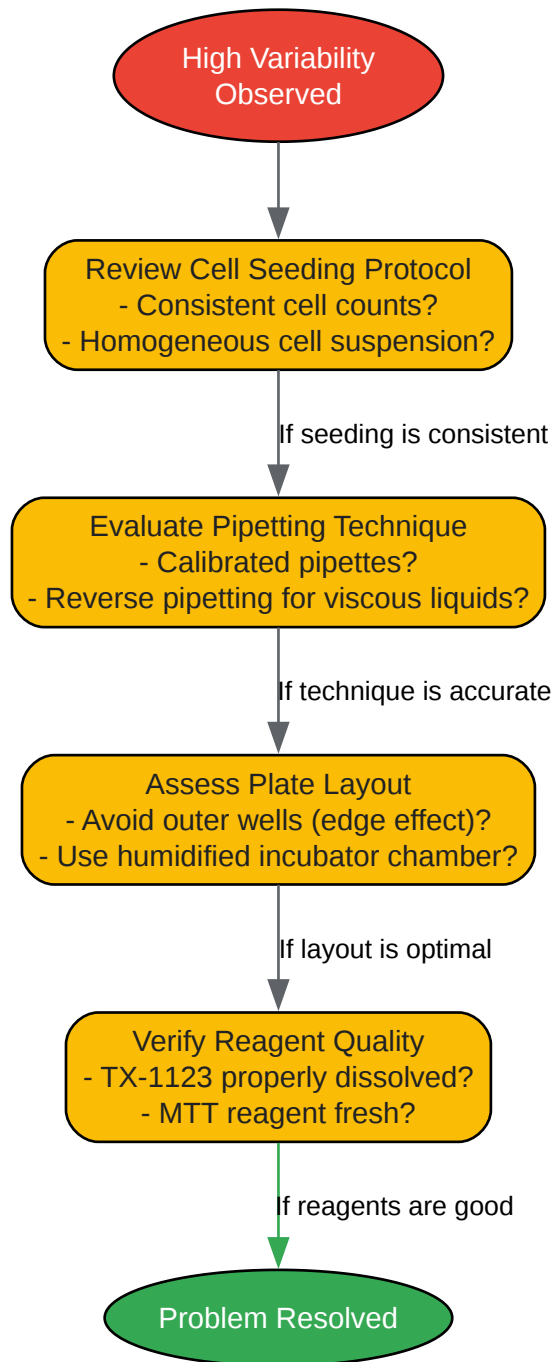 High Variability
Observed
Review Cell Seeding Protocol
- Consistent cell counts?
- Homogeneous cell suspension?
If seeding is consistent
Evaluate Pipetting Technique
- Calibrated pipettes?
- Reverse pipetting for viscous liquids?
If technique is accurate
Assess Plate Layout
- Avoid outer wells (edge effect)?
- Use humidified incubator chamber?
If layout is optimal
Verify Reagent Quality
- TX-1123 properly dissolved?
- MTT reagent fresh?
If reagents are good
Problem Resolved